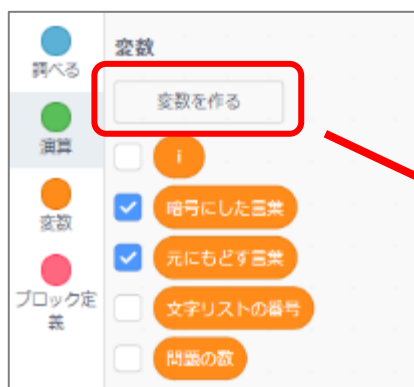 変数
調べる
変数を作る
演算
i
暗号にした言葉
変数
元にもどす言葉
ブロック定
義
文字リストの番号
問題の数